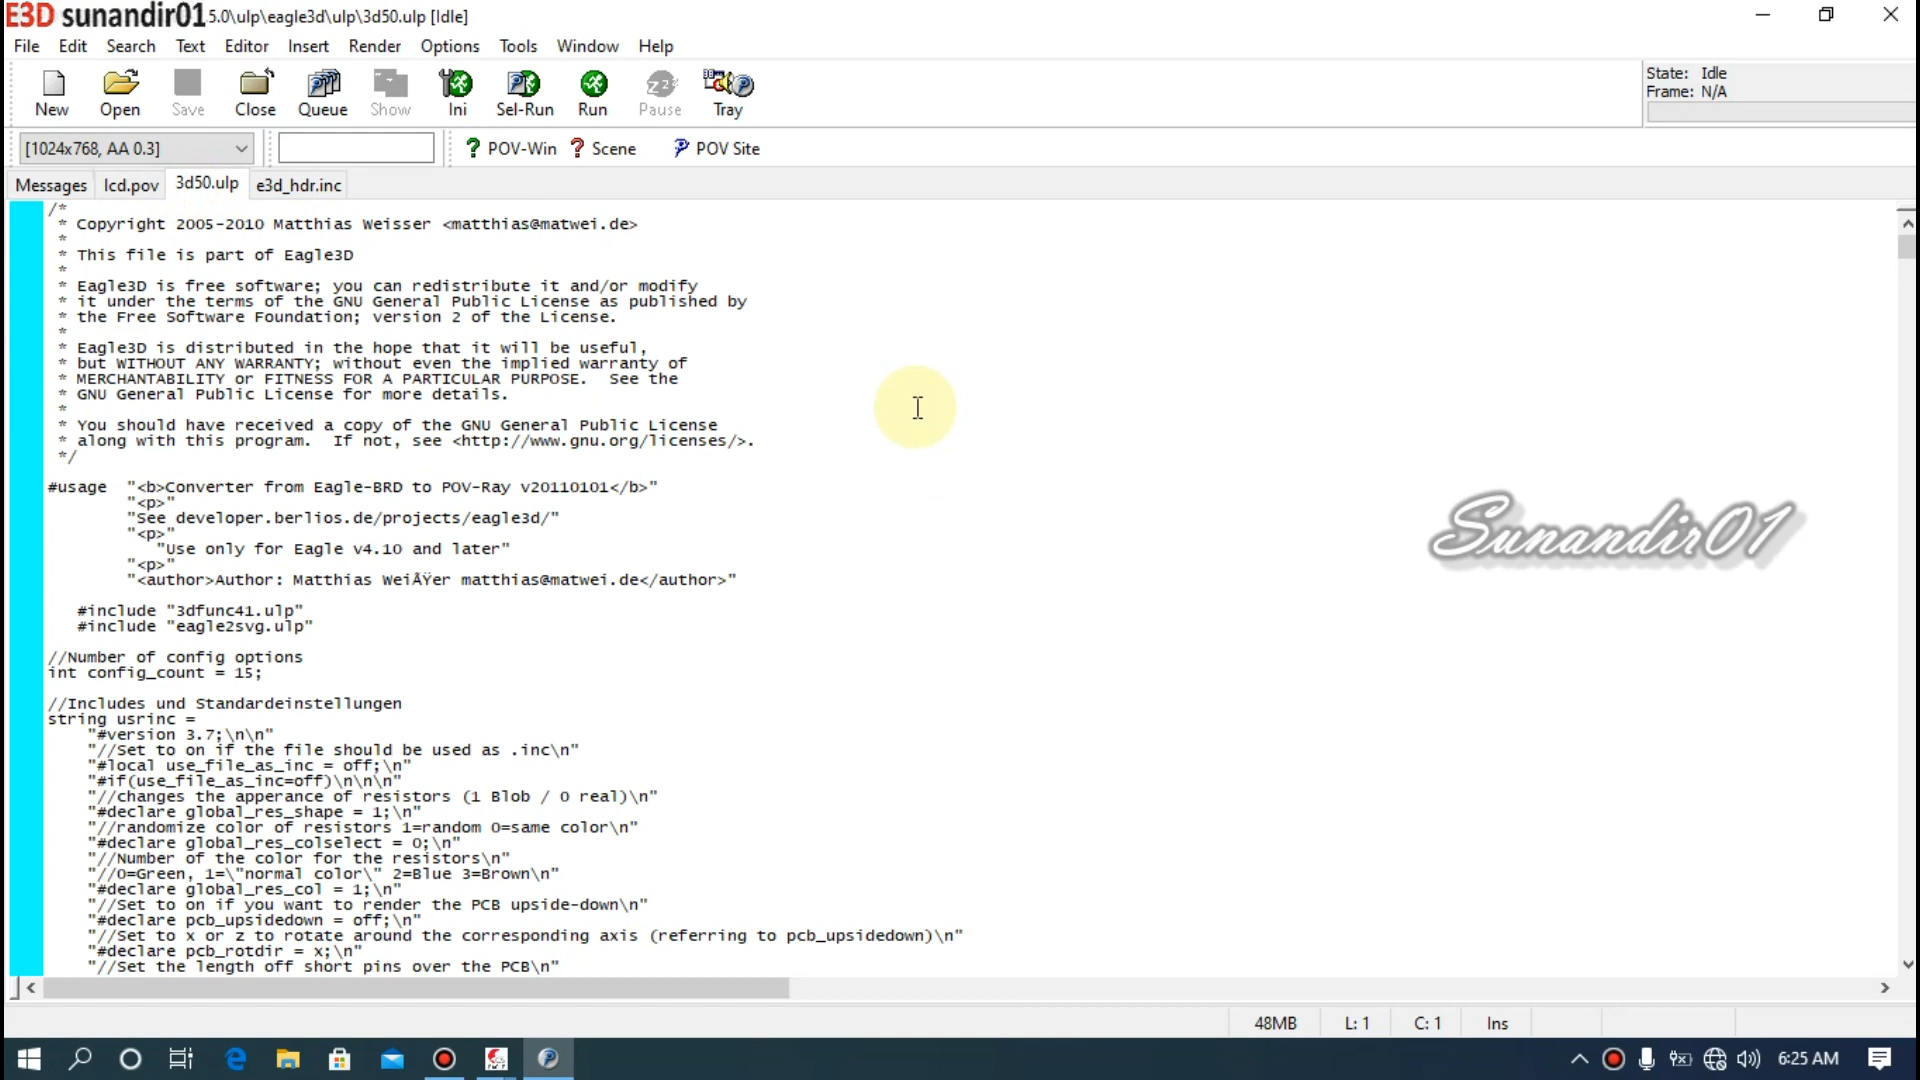 E3D sunandir01 5.0\ulp\eagle3d\ulp\3d50.ulp [Idle]
File Edit Search Text Editor Insert Render Options Tools Window Help
New Open Save Close Queue Show Ini Sel-Run Run Pause Tray
State: Idle
Frame: N/A
[1024x768, AA 0.3] ? POV-Win ? Scene POV Site
Messages lcd.pov 3d50.ulp e3d_hdr.inc
/*
* Copyright 2005-2010 Matthias Weisser <matthias@matwei.de>
*
* This file is part of Eagle3D
*
* Eagle3D is free software; you can redistribute it and/or modify
* it under the terms of the GNU General Public License as published by
* the Free Software Foundation; version 2 of the License.
*
* Eagle3D is distributed in the hope that it will be useful,
* but WITHOUT ANY WARRANTY; without even the implied warranty of
* MERCHANTABILITY or FITNESS FOR A PARTICULAR PURPOSE.  See the
* GNU General Public License for more details.
*
* You should have received a copy of the GNU General Public License
* along with this program.  If not, see <http://www.gnu.org/licenses/>.
*/
#usage "<b>Converter from Eagle-BRD to POV-Ray v20110101</b>"
"<p>"
"See developer.berlios.de/projects/eagle3d/"
"<p>"
"Use only for Eagle v4.10 and later"
"<p>"
"<author>Author: Matthias WeiÃŸer matthias@matwei.de</author>"
Sunandir01
#include "3dfunc41.ulp"
#include "eagle2svg.ulp"
//Number of config options
int config_count = 15;
//Includes und Standardeinstellungen
string usrinc =
"#version 3.7;\n\n"
"//Set to on if the file should be used as .inc\n"
"#local use_file_as_inc = off;\n"
"#if(use_file_as_inc=off)\n\n\n"
"//changes the apperance of resistors (1 Blob / 0 real)\n"
"#declare global_res_shape = 1;\n"
"//randomize color of resistors 1=random 0=same color\n"
"#declare global_res_colselect = 0;\n"
"//Number of the color for the resistors\n"
"//0=Green, 1=\"normal color\" 2=Blue 3=Brown\n"
"#declare global_res_col = 1;\n"
"//Set to on if you want to render the PCB upside-down\n"
"#declare pcb_upsidedown = off;\n"
"//Set to x or z to rotate around the corresponding axis (referring to pcb_upsidedown)\n"
"#declare pcb_rotdir = x;\n"
"//Set the length off short pins over the PCB\n"
48MB L: 1 C: 1 Ins
6:25 AM